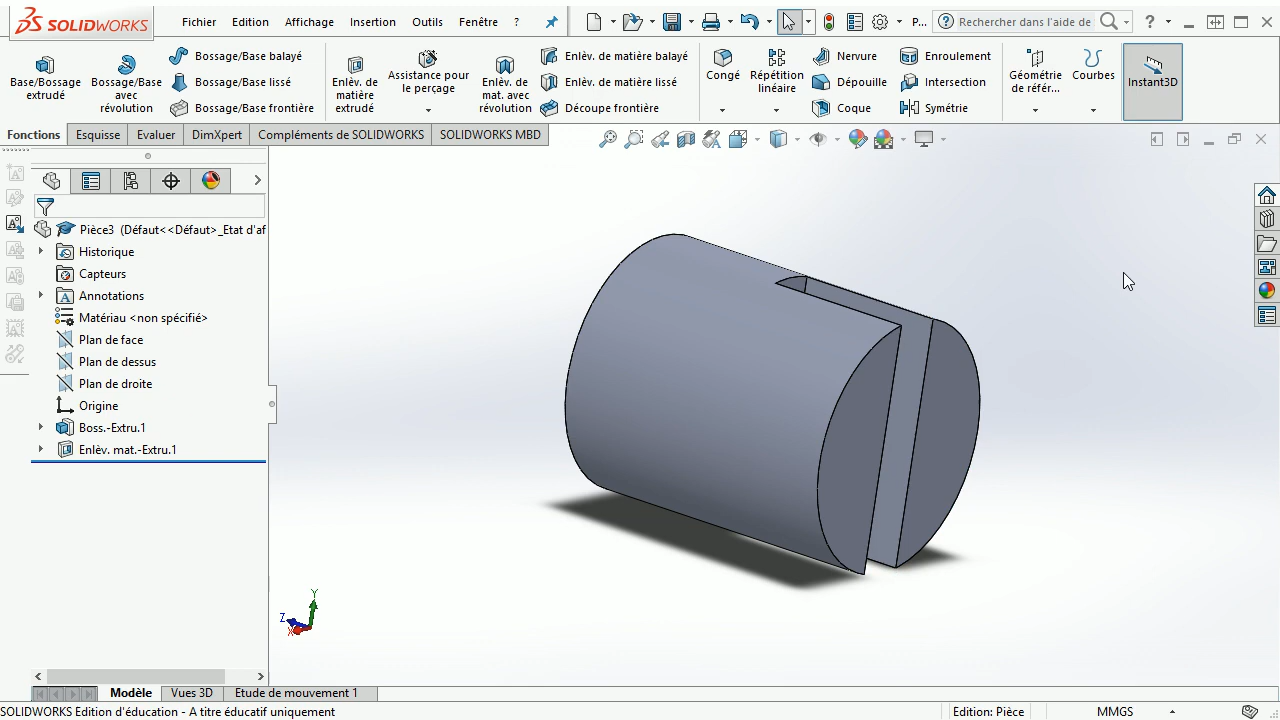 SOLIDWORKS
Fichier Edition Affichage Insertion Outils Fenêtre ?
P... Rechercher dans l'aide de
Base/Bossage extrudé
Bossage/Base avec révolution
Bossage/Base balayé
Bossage/Base lissé
Bossage/Base frontière
Enlèv. de matière extrudé
Assistance pour le perçage
Enlèv. de mat. avec révolution
Enlèv. de matière balayé
Enlèv. de matière lissé
Découpe frontière
Congé
Répétition linéaire
Nervure
Dépouille
Coque
Enroulement
Intersection
Symétrie
Géométrie de référ...
Courbes
Instant3D
Fonctions Esquisse Evaluer DimXpert Compléments de SOLIDWORKS SOLIDWORKS MBD
Pièce3 (Défaut<<Défaut>_Etat d'af
Historique
Capteurs
Annotations
Matériau <non spécifié>
Plan de face
Plan de dessus
Plan de droite
Origine
Boss.-Extru.1
Enlèv. mat.-Extru.1
Y
Z
X
Modèle Vues 3D Etude de mouvement 1
SOLIDWORKS Edition d'éducation - A titre éducatif uniquement
Edition: Pièce
MMGS